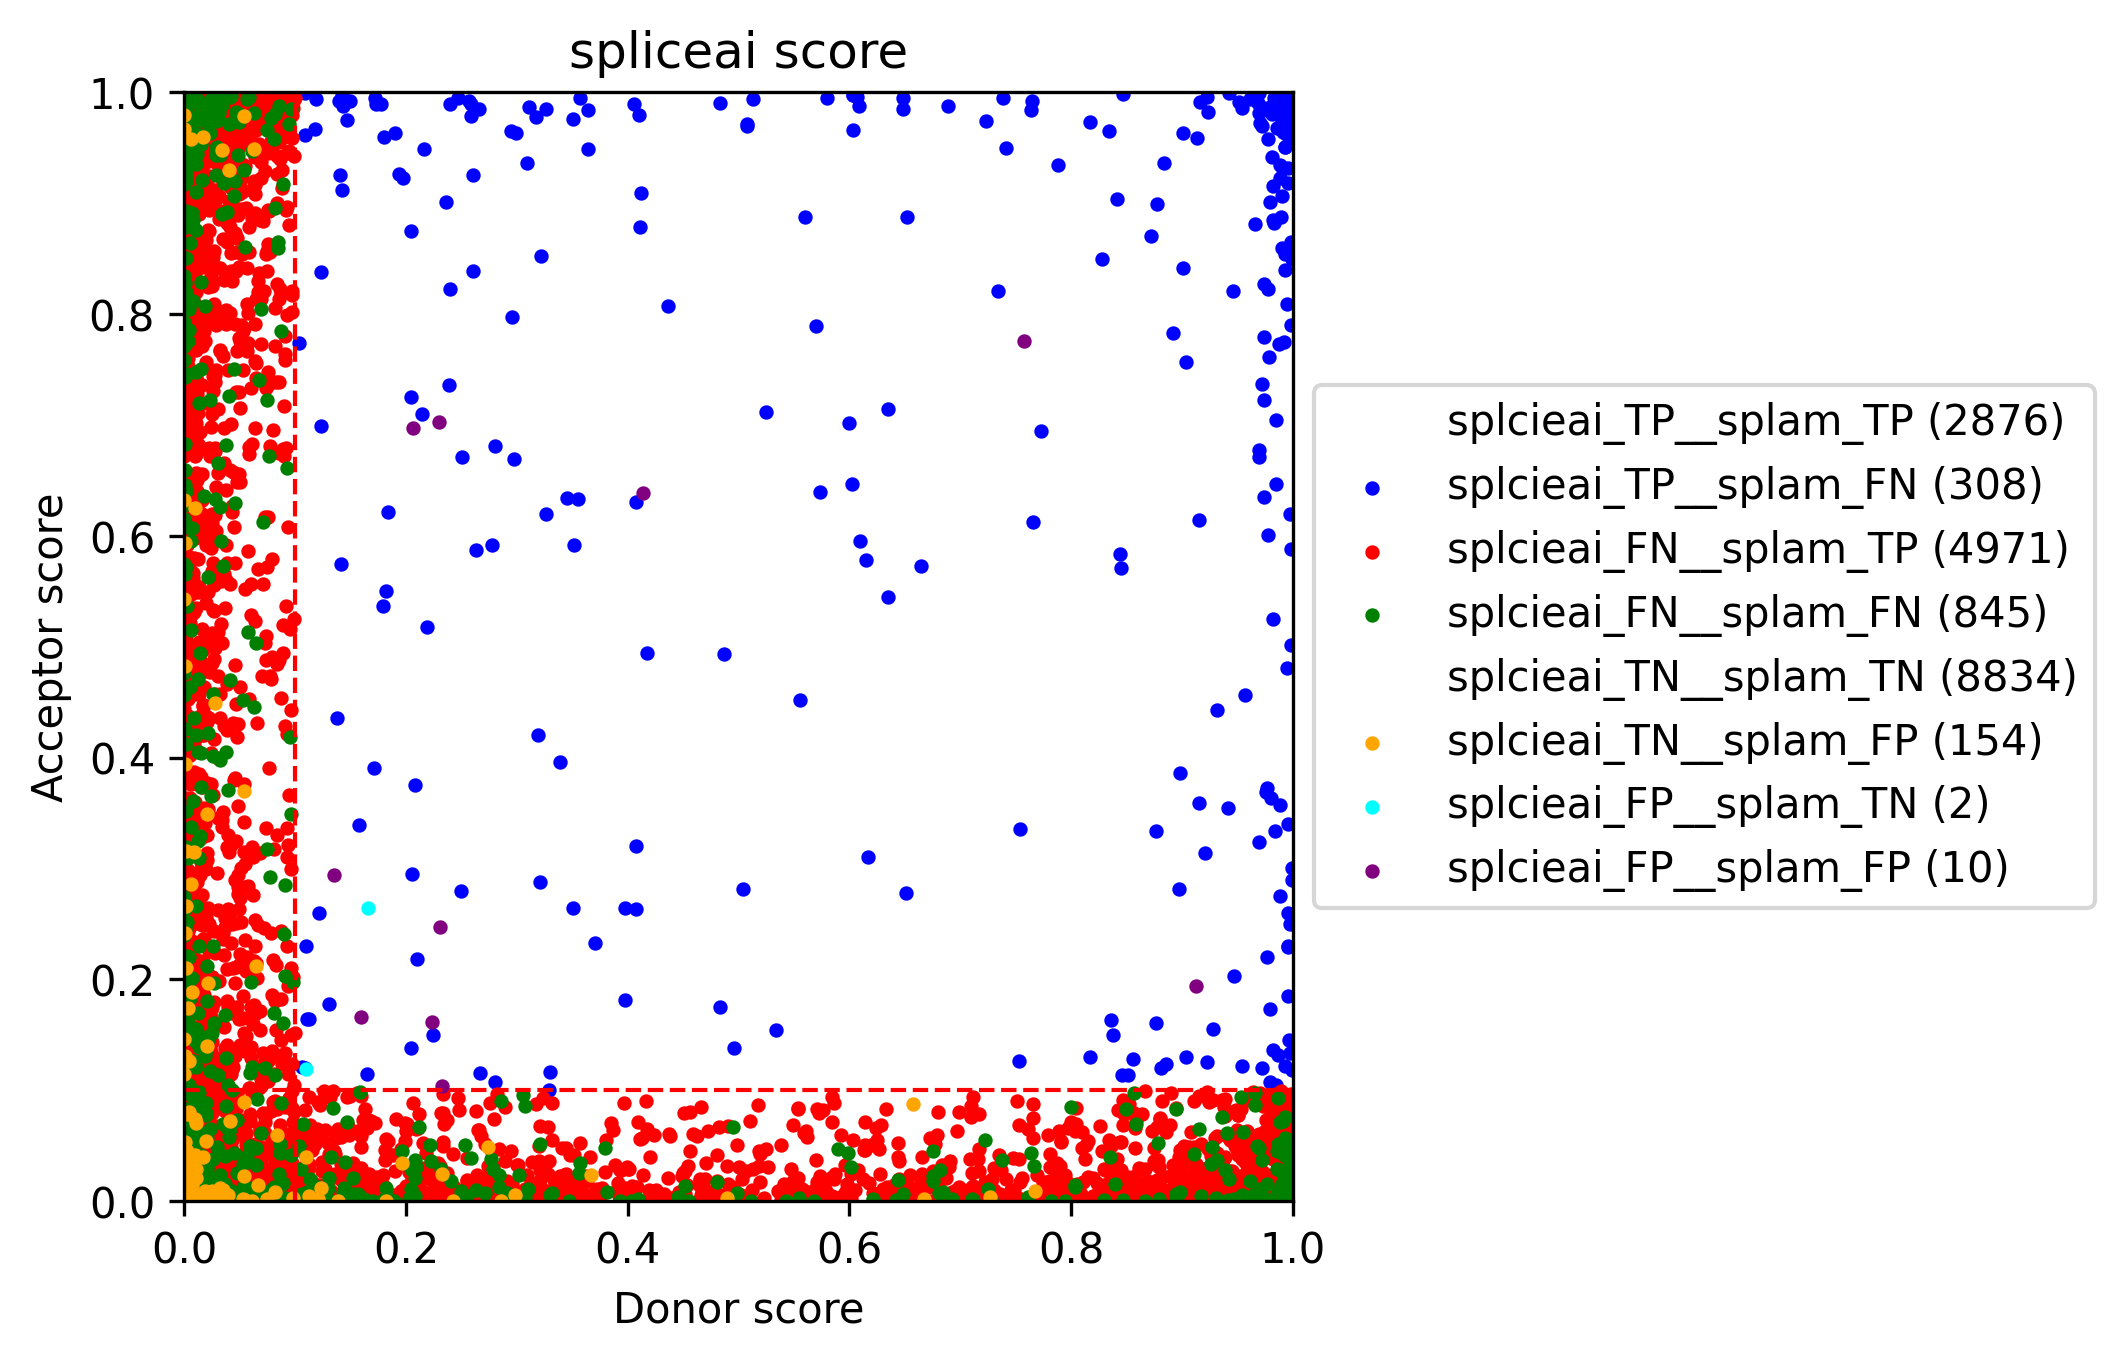 spliceai score
1.0
0.8
0.6
0.4
0.2
0.0
Acceptor score
0.0 0.2 0.4 0.6 0.8 1.0
Donor score
splcieai_TP__splam_TP (2876)
splcieai_TP__splam_FN (308)
splcieai_FN__splam_TP (4971)
splcieai_FN__splam_FN (845)
splcieai_TN__splam_TN (8834)
splcieai_TN__splam_FP (154)
splcieai_FP__splam_TN (2)
splcieai_FP__splam_FP (10)